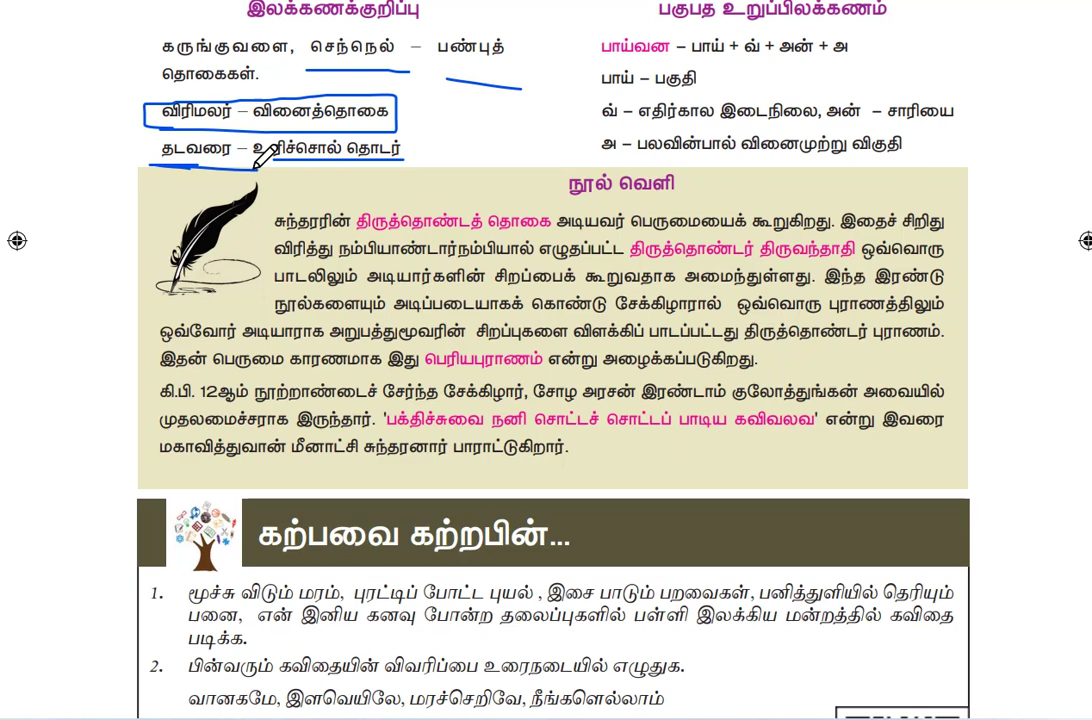 இலக்கணக்குறிப்பு
கருங்குவளை, செந்நெல் – பண்புத்
தொகைகள்.
விரிமலர் – வினைத்தொகை
தடவரை – உரிச்சொல் தொடர்
பகுபத உறுப்பிலக்கணம்
பாய்வன – பாய் + வ் + அன் + அ
பாய் – பகுதி
வ் – எதிர்கால இடைநிலை, அன் – சாரியை
அ – பலவின்பால் வினைமுற்று விகுதி
நூல் வெளி
சுந்தரரின் திருத்தொண்டத் தொகை அடியவர் பெருமையைக் கூறுகிறது. இதைச் சிறிது
விரித்து நம்பியாண்டார்நம்பியால் எழுதப்பட்ட திருத்தொண்டர் திருவந்தாதி ஒவ்வொரு
பாடலிலும் அடியார்களின் சிறப்பைக் கூறுவதாக அமைந்துள்ளது. இந்த இரண்டு
நூல்களையும் அடிப்படையாகக் கொண்டு சேக்கிழாரால் ஒவ்வொரு புராணத்திலும்
ஒவ்வோர் அடியாராக அறுபத்துமூவரின் சிறப்புகளை விளக்கிப் பாடப்பட்டது திருத்தொண்டர் புராணம்.
இதன் பெருமை காரணமாக இது பெரியபுராணம் என்று அழைக்கப்படுகிறது.
கி.பி. 12ஆம் நூற்றாண்டைச் சேர்ந்த சேக்கிழார், சோழ அரசன் இரண்டாம் குலோத்துங்கன் அவையில்
முதலமைச்சராக இருந்தார். 'பக்திச்சுவை நனி சொட்டச் சொட்டப் பாடிய கவிவலவ' என்று இவரை
மகாவித்துவான் மீனாட்சி சுந்தரனார் பாராட்டுகிறார்.
கற்பவை கற்றபின்...
1. மூச்சு விடும் மரம், புரட்டிப் போட்ட புயல் , இசை பாடும் பறவைகள், பனித்துளியில் தெரியும்
பனை, என் இனிய கனவு போன்ற தலைப்புகளில் பள்ளி இலக்கிய மன்றத்தில் கவிதை
படிக்க.
2. பின்வரும் கவிதையின் விவரிப்பை உரைநடையில் எழுதுக.
வானகமே, இளவெயிலே, மரச்செறிவே, நீங்களெல்லாம்